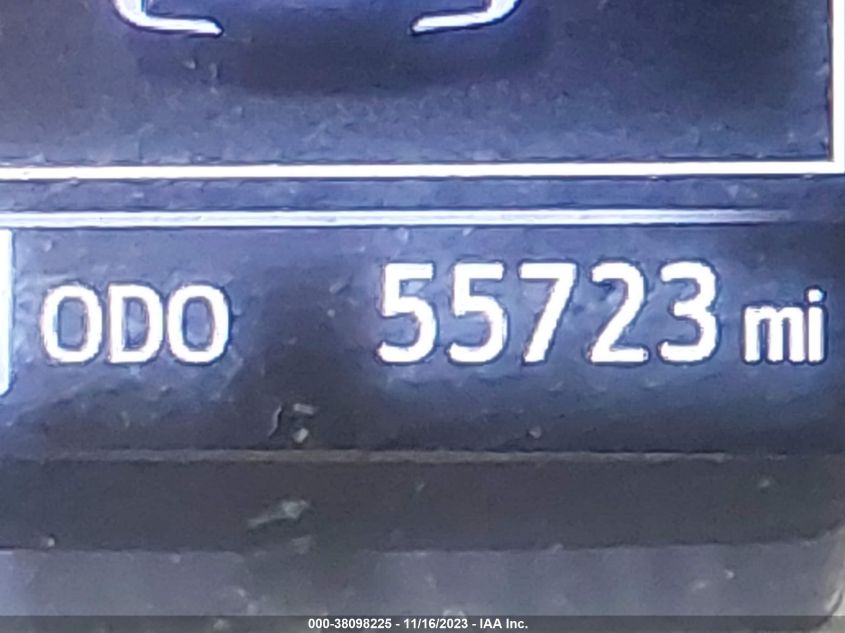 ODO 55723 mi
000-38098225 - 11/16/2023 - IAA Inc.